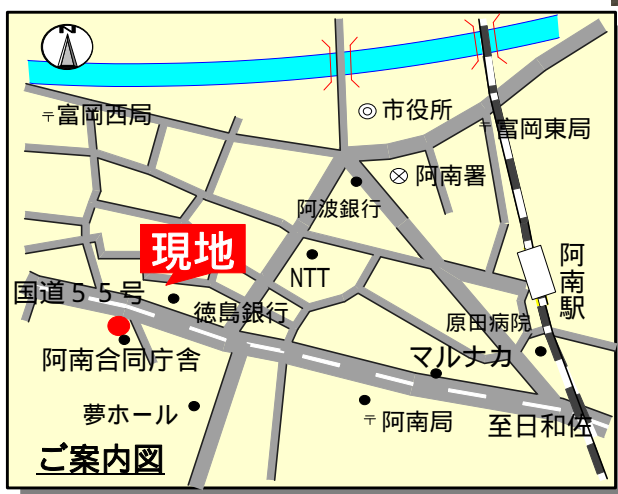 N
市役所
〒富岡西局
〒富岡東局
阿南署
阿波銀行
現地
阿南駅
NTT
国道55号
徳島銀行
原田病院
阿南合同庁舎
マルナカ
夢ホール
〒阿南局
至日和佐
ご案内図